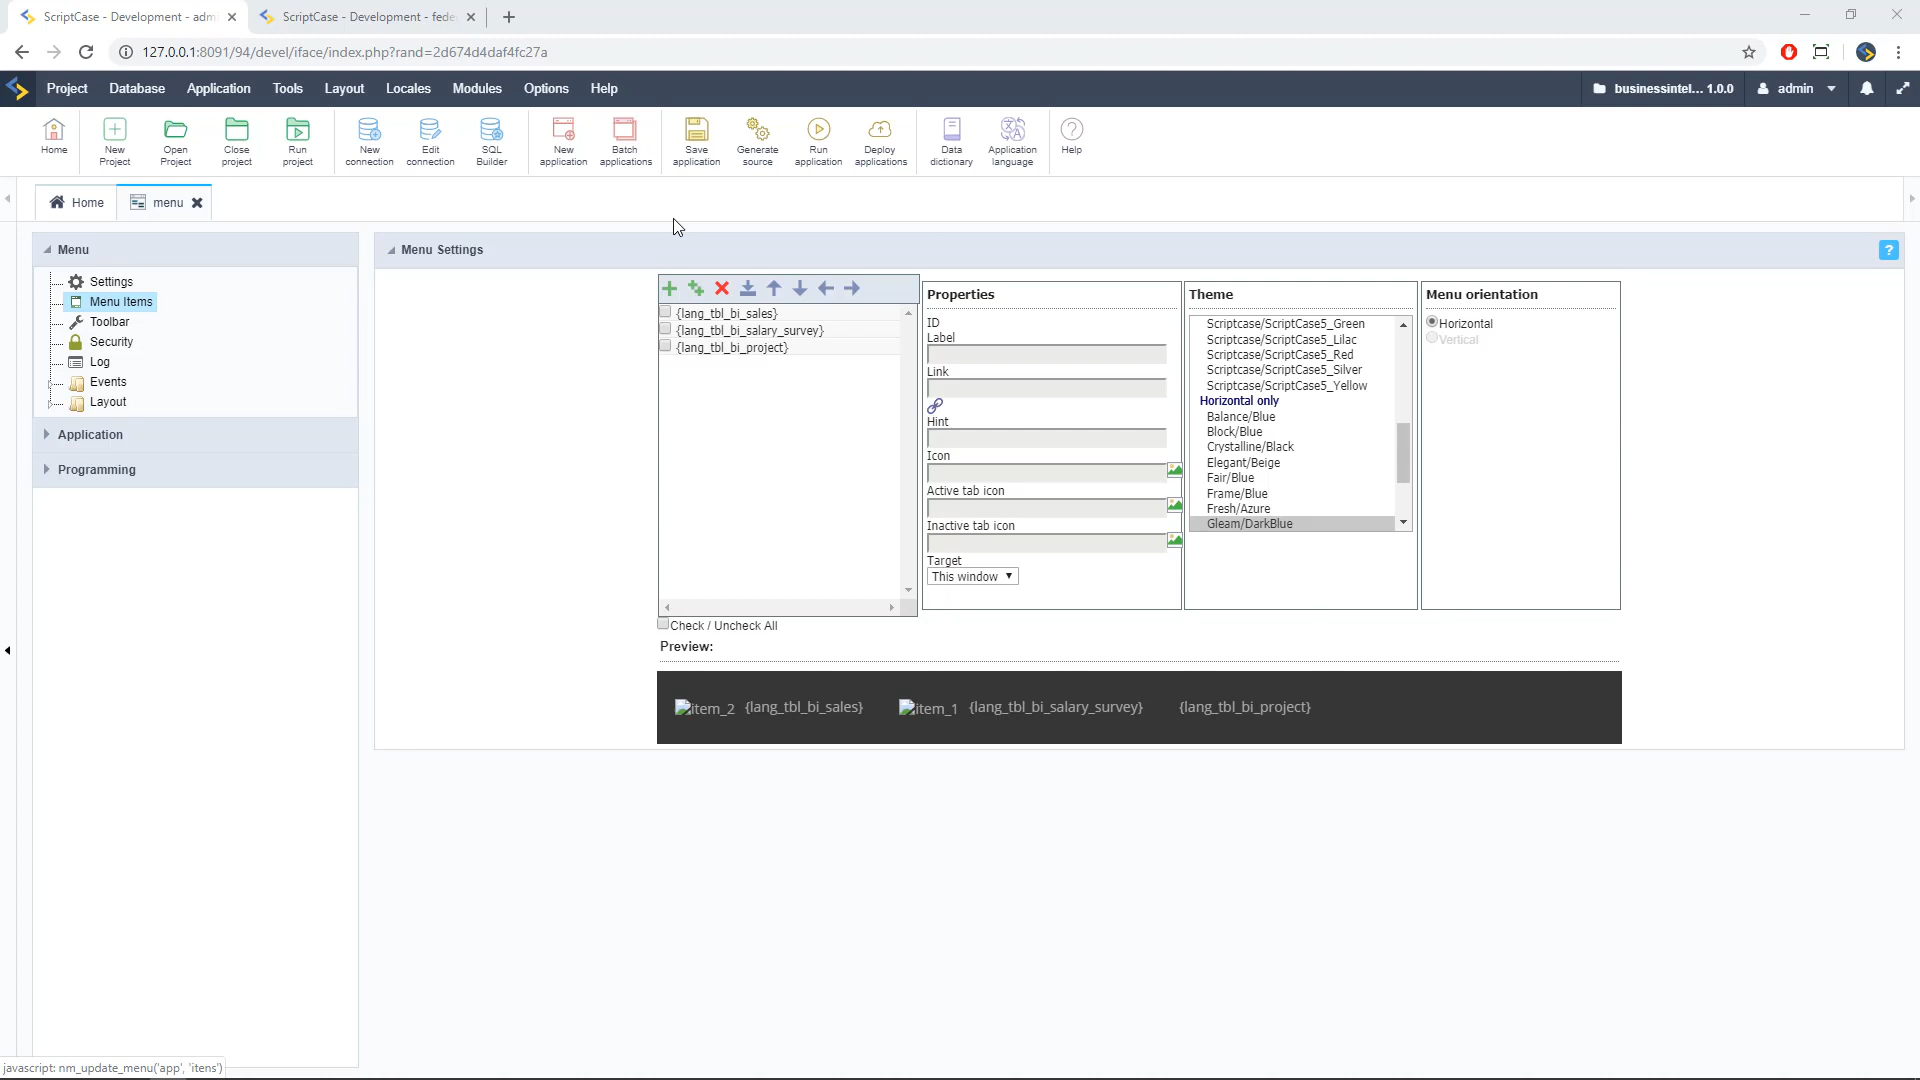 ScriptCase - Development - adm
ScriptCase - Development - fede
127.0.0.1:8091/94/devel/iface/index.php?rand=2d674d4daf4fc27a
Project Database Application Tools Layout Locales Modules Options Help
businessintel... 1.0.0 admin
Home
New Project
Open Project
Close project
Run project
New connection
Edit connection
SQL Builder
New application
Batch applications
Save application
Generate source
Run application
Deploy applications
Data dictionary
Application language
Help
Home menu
Menu
Settings
Menu Items
Toolbar
Security
Log
Events
Layout
Application
Programming
Menu Settings
?
{lang_tbl_bi_sales}
{lang_tbl_bi_salary_survey}
{lang_tbl_bi_project}
Check / Uncheck All
Properties
ID
Label
Link
Hint
Icon
Active tab icon
Inactive tab icon
Target
This window
Theme
Scriptcase/ScriptCase5_Green
Scriptcase/ScriptCase5_Lilac
Scriptcase/ScriptCase5_Red
Scriptcase/ScriptCase5_Silver
Scriptcase/ScriptCase5_Yellow
Horizontal only
Balance/Blue
Block/Blue
Crystalline/Black
Elegant/Beige
Fair/Blue
Frame/Blue
Fresh/Azure
Gleam/DarkBlue
Menu orientation
Horizontal
Vertical
Preview:
item_2 {lang_tbl_bi_sales} item_1 {lang_tbl_bi_salary_survey} {lang_tbl_bi_project}
javascript: nm_update_menu('app', 'itens')